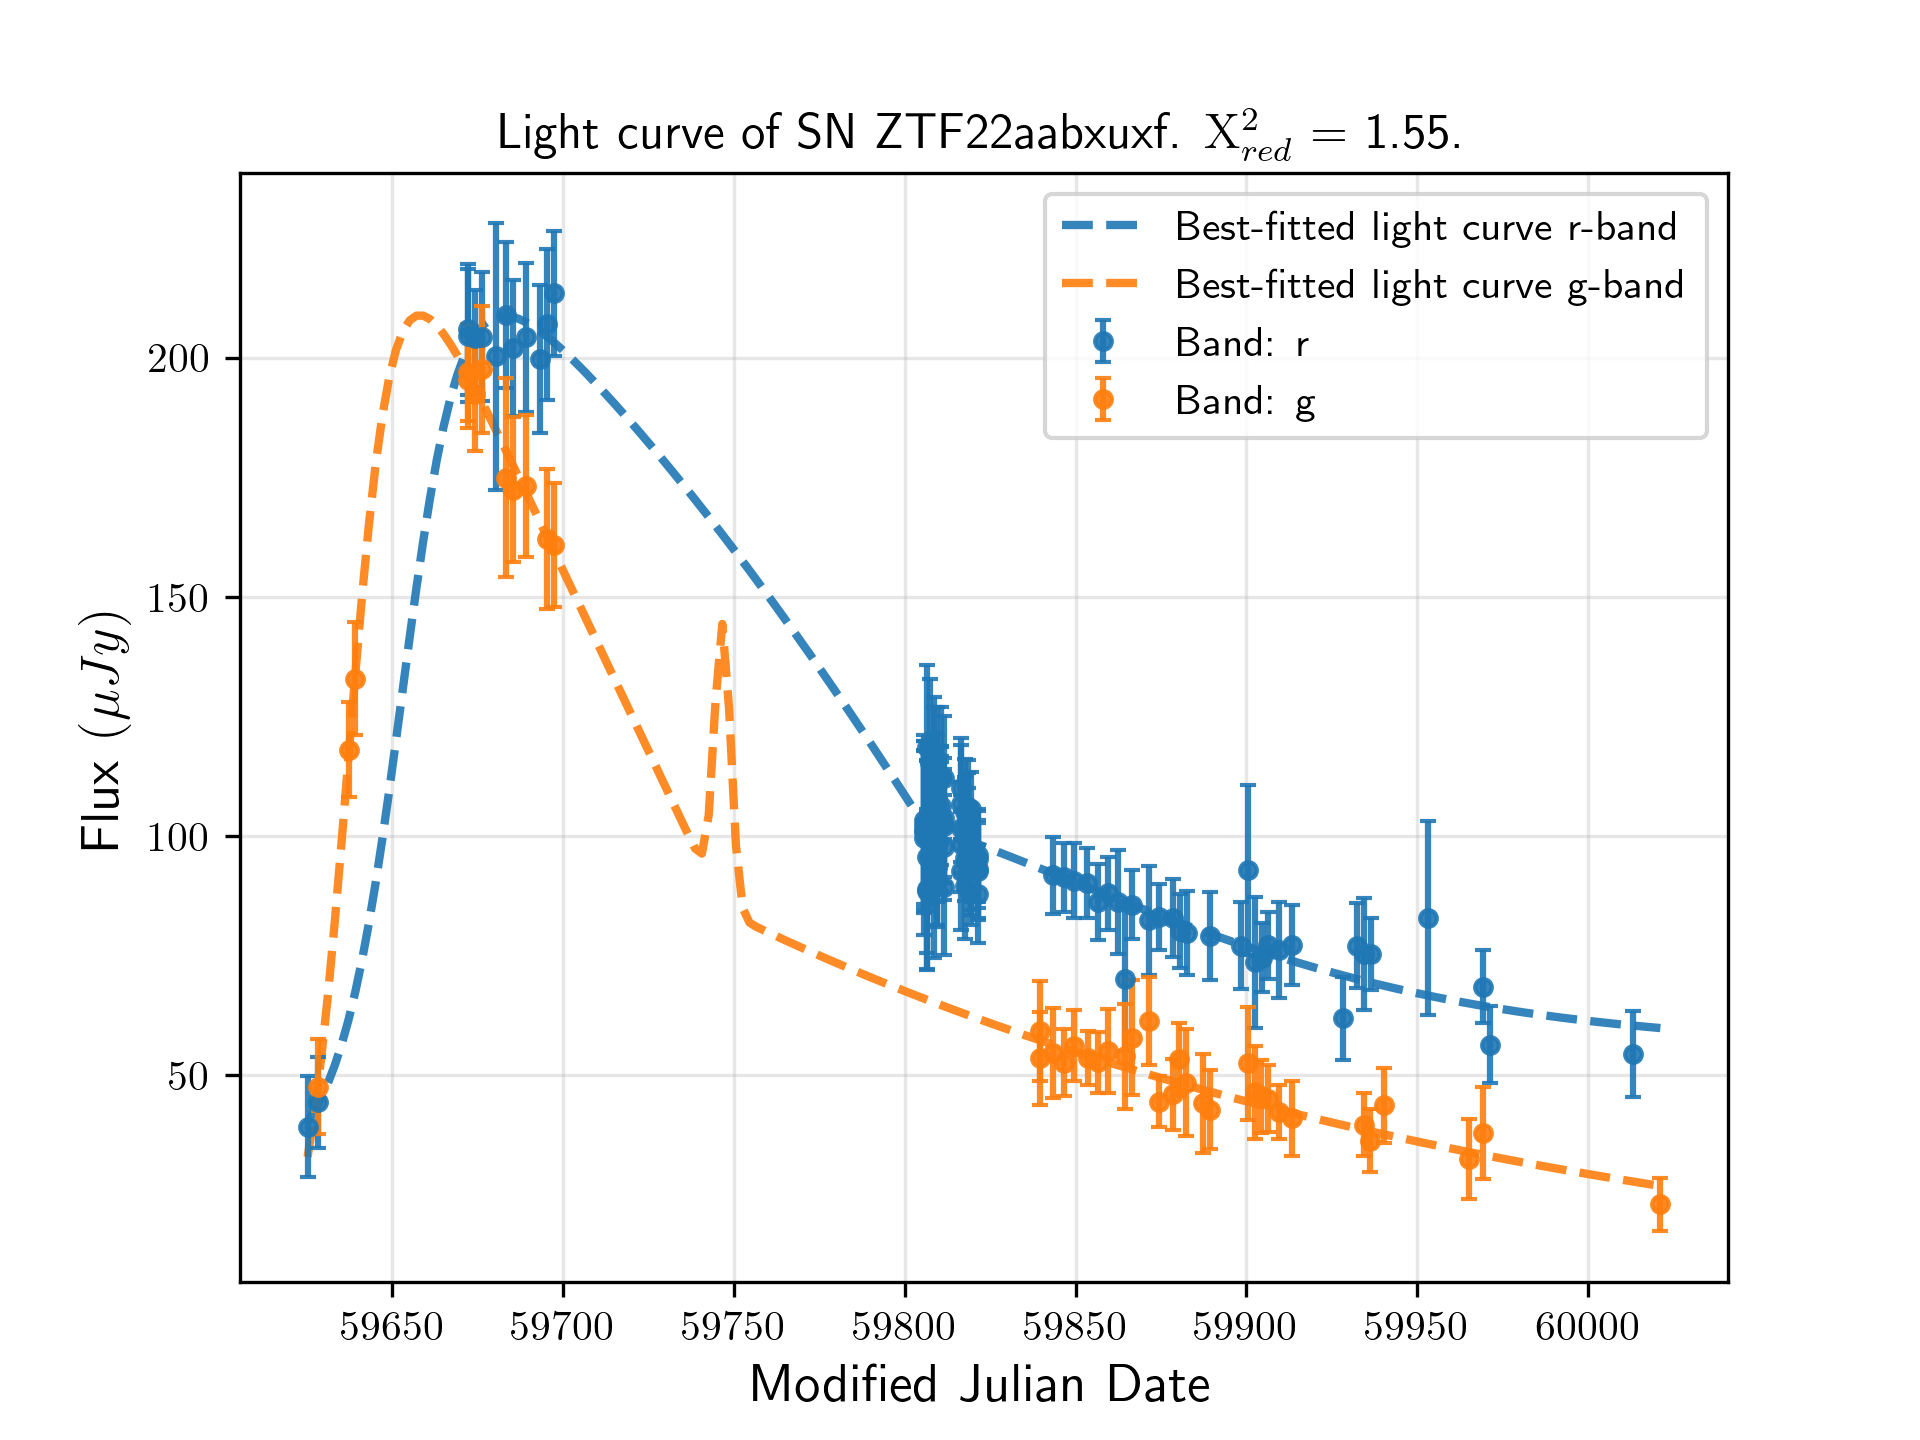 Light curve of SN ZTF22aabxuxf. X²_red = 1.55.
Best-fitted light curve r-band
Best-fitted light curve g-band
Band: r
Band: g
200
150
100
50
Flux (μJy)
59650 59700 59750 59800 59850 59900 59950 60000
Modified Julian Date